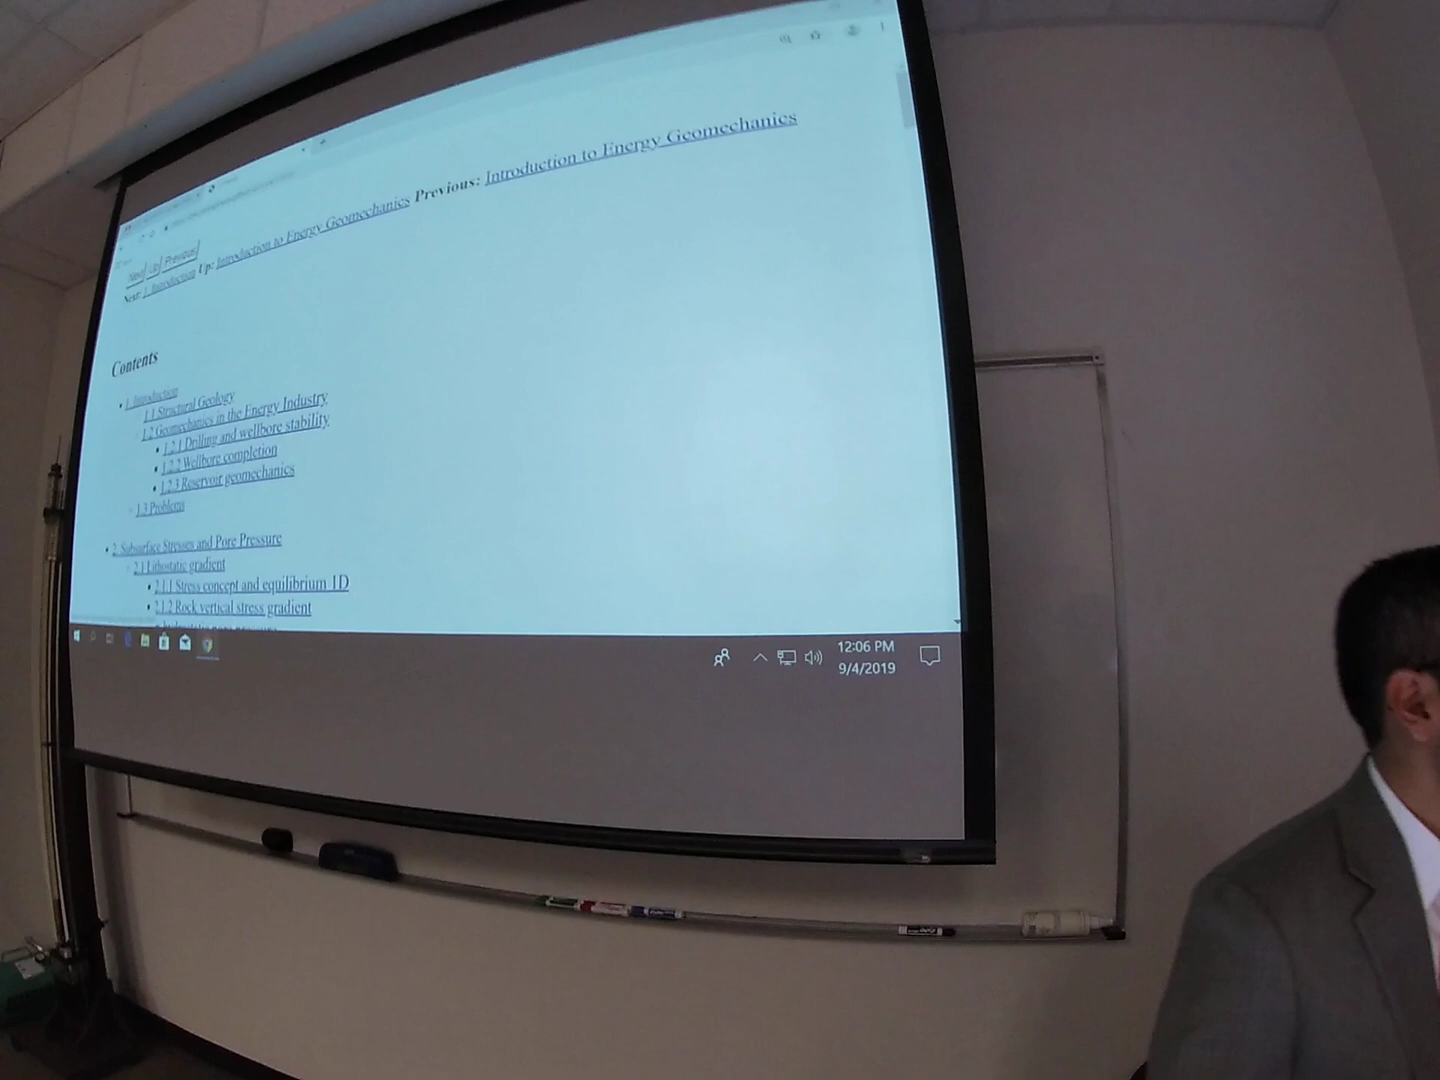 Next Up Previous
Next: 1. Introduction Up: Introduction to Energy Geomechanics Previous: Introduction to Energy Geomechanics
Contents
1. Introduction
1.1 Structural Geology
1.2 Geomechanics in the Energy Industry
1.2.1 Drilling and wellbore stability
1.2.2 Wellbore completion
1.2.3 Reservoir geomechanics
1.3 Problems
2. Subsurface Stresses and Pore Pressure
2.1 Lithostatic gradient
2.1.1 Stress concept and equilibrium 1D
2.1.2 Rock vertical stress gradient
12:06 PM
9/4/2019